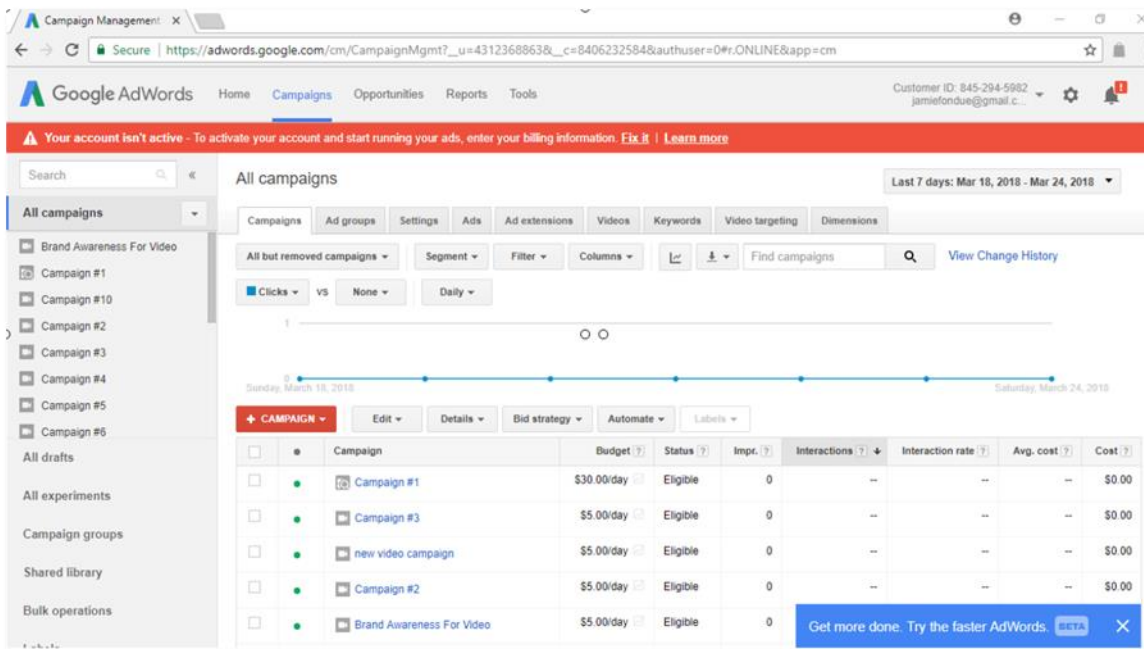 Campaign Management
Secure | https://adwords.google.com/cm/CampaignMgmt?__u=4312368863&__c=8406232584&authuser=0#r.ONLINE&app=cm
Google AdWords Home Campaigns Opportunities Reports Tools
Customer ID: 845-294-5982
jamiefondue@gmail.c...
Your account isn't active - To activate your account and start running your ads, enter your billing information. Fix it | Learn more
Search
All campaigns
Brand Awareness For Video
Campaign #1
Campaign #10
Campaign #2
Campaign #3
Campaign #4
Campaign #5
Campaign #6
All drafts
All experiments
Campaign groups
Shared library
Bulk operations
All campaigns
Last 7 days: Mar 18, 2018 - Mar 24, 2018
Campaigns Ad groups Settings Ads Ad extensions Videos Keywords Video targeting Dimensions
All but removed campaigns Segment Filter Columns Find campaigns View Change History
Clicks vs None Daily
1
0
Sunday, March 18, 2018 Saturday, March 24, 2018
+ CAMPAIGN Edit Details Bid strategy Automate Labels
Campaign Budget ? Status ? Impr. ? Interactions ? Interaction rate ? Avg. cost ? Cost ?
Campaign #1 $30.00/day Eligible 0 -- -- -- $0.00
Campaign #3 $5.00/day Eligible 0 -- -- -- $0.00
new video campaign $5.00/day Eligible 0 -- -- -- $0.00
Campaign #2 $5.00/day Eligible 0 -- -- -- $0.00
Brand Awareness For Video $5.00/day Eligible 0
Get more done. Try the faster AdWords. BETA